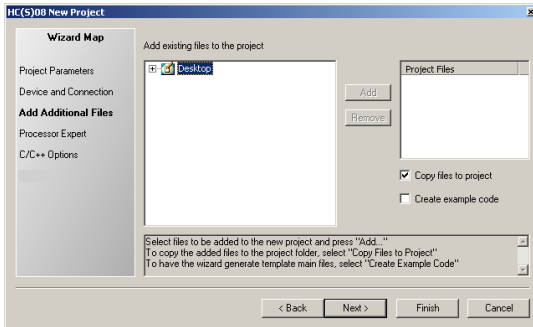 HC(S)08 New Project
Wizard Map
Project Parameters
Device and Connection
Add Additional Files
Processor Expert
C/C++ Options
Add existing files to the project
Desktop
Add
Remove
Project Files
Copy files to project
Create example code
Select files to be added to the new project and press "Add..."
To copy the added files to the project folder, select "Copy Files to Project"
To have the wizard generate template main files, select "Create Example Code"
< Back
Next >
Finish
Cancel